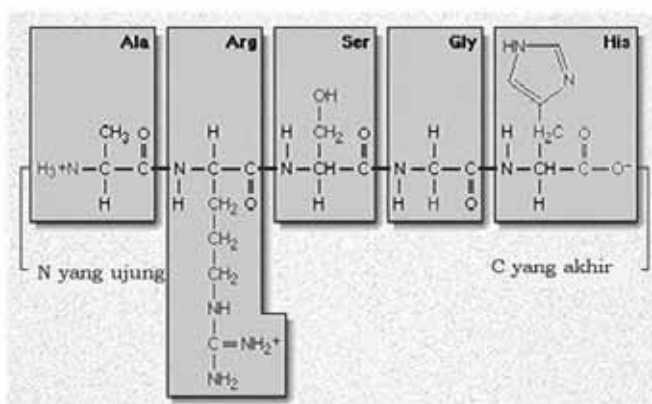 Ala Arg Ser Gly His
HN
N
OH
CH₃ O H CH₂ O H H H₂C O
H₃+N—C—C—N—C—C—N—CH—C—N—C—C—N—C—C—O⁻
H H CH₂ O H H H O H H
CH₂
N yang ujung CH₂ C yang akhir
NH
C=NH₂⁺
NH₂